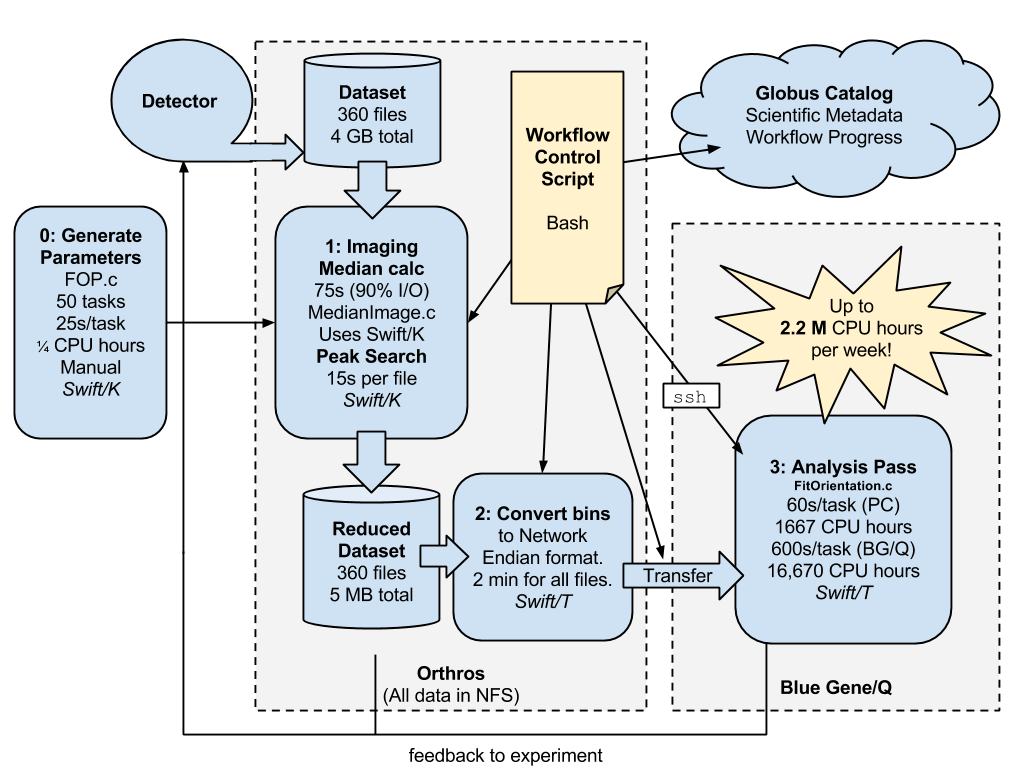 Detector
Dataset
360 files
4 GB total
Workflow
Control
Script
Bash
Globus Catalog
Scientific Metadata
Workflow Progress
0: Generate
Parameters
FOP.c
50 tasks
25s/task
¼ CPU hours
Manual
Swift/K
1: Imaging
Median calc
75s (90% I/O)
MedianImage.c
Uses Swift/K
Peak Search
15s per file
Swift/K
Up to
2.2 M CPU hours
per week!
ssh
Reduced
Dataset
360 files
5 MB total
2: Convert bins
to Network
Endian format.
2 min for all files.
Swift/T
Transfer
3: Analysis Pass
FitOrientation.c
60s/task (PC)
1667 CPU hours
600s/task (BG/Q)
16,670 CPU hours
Swift/T
Orthros
(All data in NFS)
Blue Gene/Q
feedback to experiment